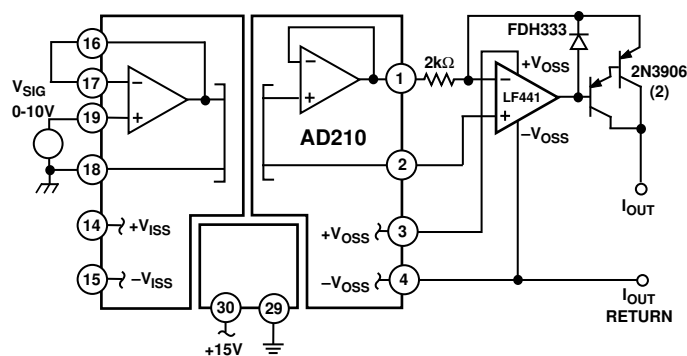 16
17
19
18
14
15
V_SIG
0-10V
+V_ISS
−V_ISS
30
29
+15V
−
+
−
+
AD210
1
2
3
4
+V_OSS
−V_OSS
2kΩ
−
+
LF441
+V_OSS
−V_OSS
FDH333
2N3906
(2)
I_OUT
I_OUT
RETURN